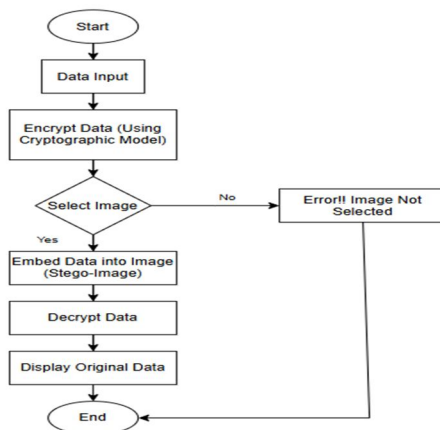 Start
Data Input
Encrypt Data (Using
Cryptographic Model)
Select Image
No
Error!! Image Not
Selected
Yes
Embed Data into Image
(Stego-Image)
Decrypt Data
Display Original Data
End